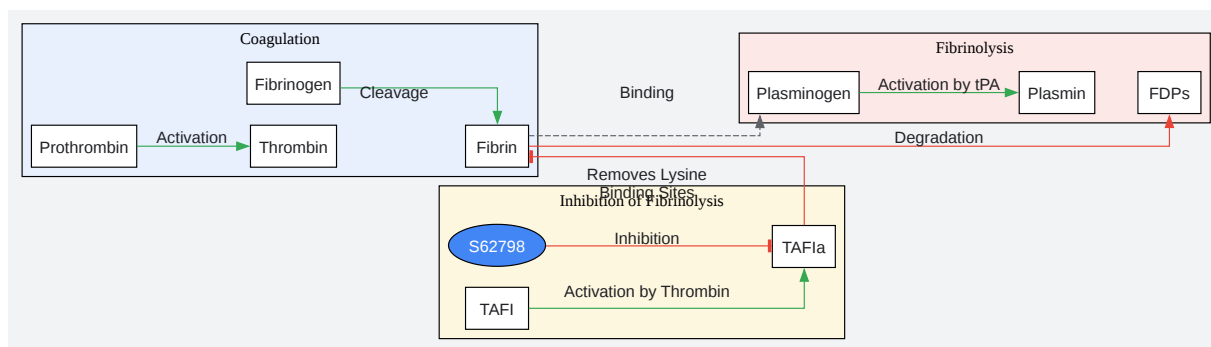 Coagulation
Fibrinolysis
Fibrinogen
Cleavage
Binding
Plasminogen
Activation by tPA
Plasmin
FDPs
Prothrombin
Activation
Thrombin
Fibrin
Degradation
Removes Lysine
Binding Sites
Inhibition of Fibrinolysis
S62798
Inhibition
TAFIa
TAFI
Activation by Thrombin